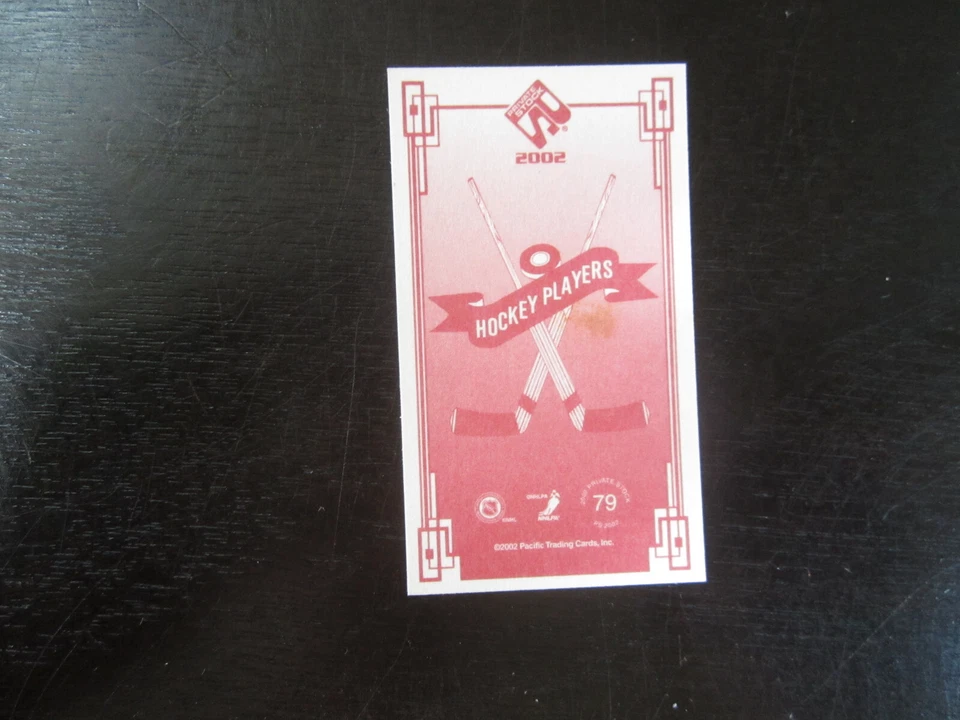 PRIVATE
STOCK
®
2002
HOCKEY PLAYERS
79
©2002 Pacific Trading Cards, Inc.